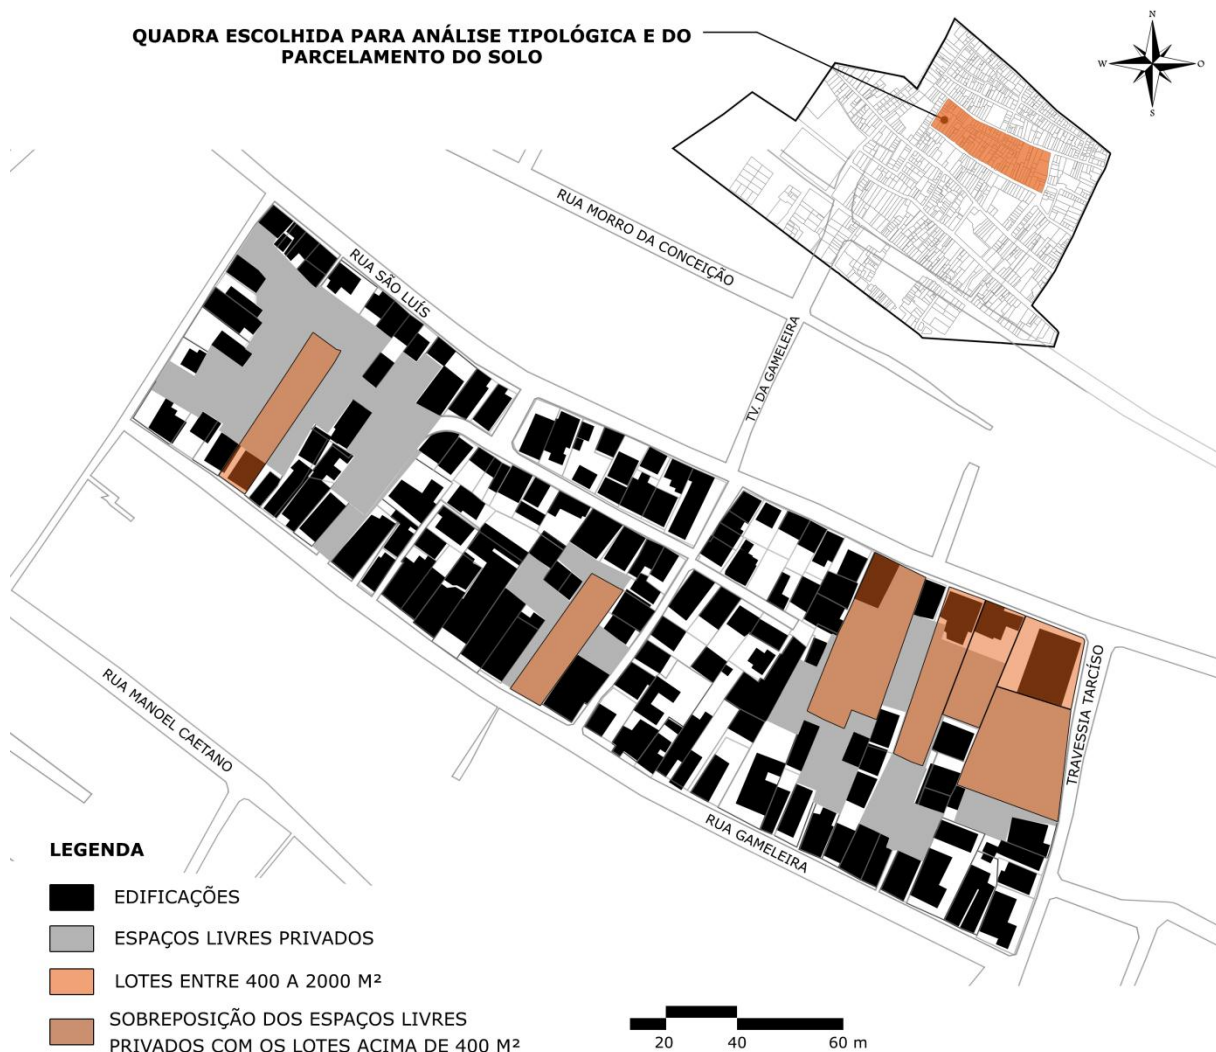 QUADRA ESCOLHIDA PARA ANÁLISE TIPOLÓGICA E DO
PARCELAMENTO DO SOLO
N
W
O
S
RUA MORRO DA CONCEIÇÃO
RUA SÃO LUÍS
TV. DA GAMELEIRA
TRAVESSIA TARCÍSO
RUA MANOEL CAETANO
RUA GAMELEIRA
LEGENDA
EDIFICAÇÕES
ESPAÇOS LIVRES PRIVADOS
LOTES ENTRE 400 A 2000 M²
SOBREPOSIÇÃO DOS ESPAÇOS LIVRES
PRIVADOS COM OS LOTES ACIMA DE 400 M²
20 40 60 m